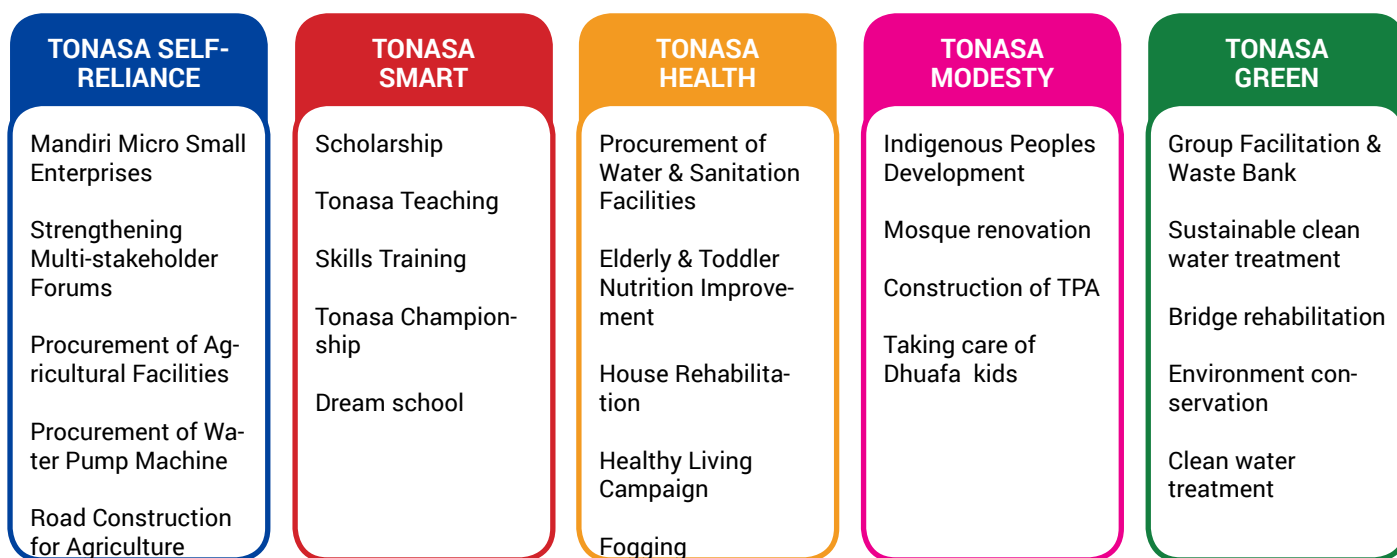 TONASA SELF-
RELIANCE
Mandiri Micro Small
Enterprises
Strengthening
Multi-stakeholder
Forums
Procurement of Ag-
ricultural Facilities
Procurement of Wa-
ter Pump Machine
Road Construction
for Agriculture
TONASA
SMART
Scholarship
Tonasa Teaching
Skills Training
Tonasa Champion-
ship
Dream school
TONASA
HEALTH
Procurement of
Water & Sanitation
Facilities
Elderly & Toddler
Nutrition Improve-
ment
House Rehabilita-
tion
Healthy Living
Campaign
Fogging
TONASA
MODESTY
Indigenous Peoples
Development
Mosque renovation
Construction of TPA
Taking care of
Dhuafa  kids
TONASA
GREEN
Group Facilitation &
Waste Bank
Sustainable clean
water treatment
Bridge rehabilitation
Environment con-
servation
Clean water
treatment